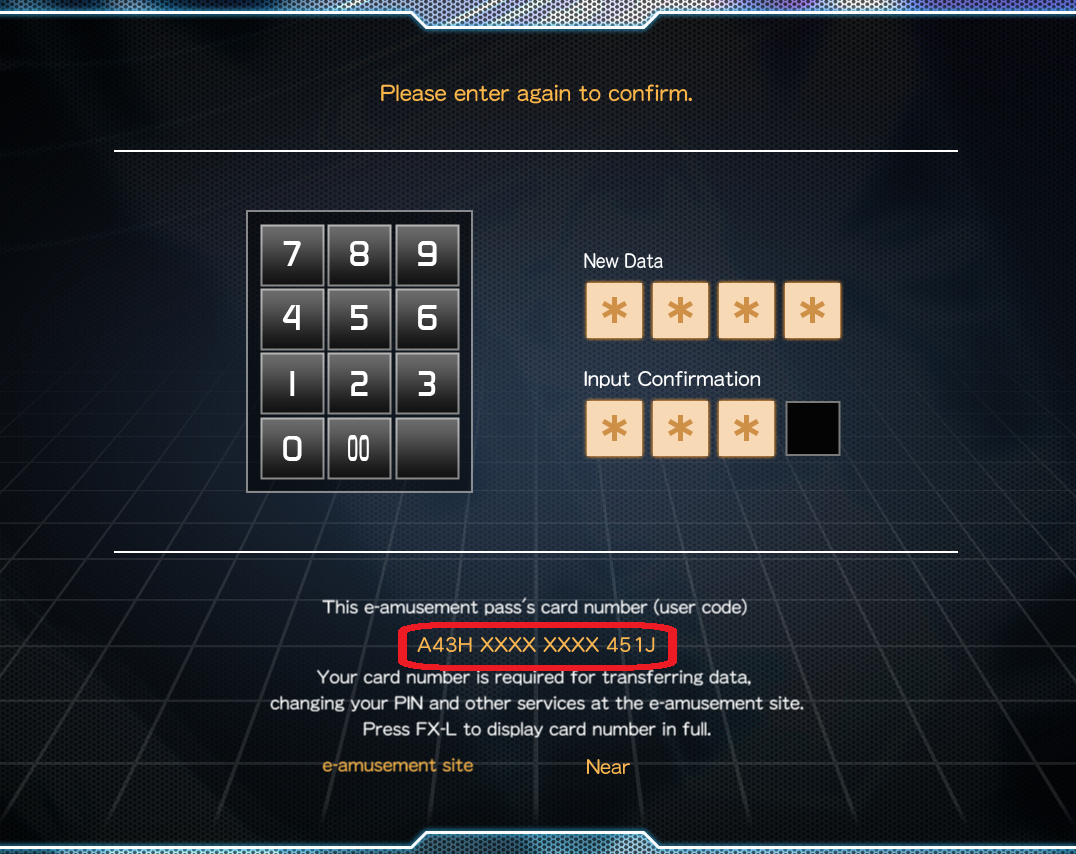 Please enter again to confirm.
7 8 9
4 5 6
1 2 3
0 00
New Data
* * * *
Input Confirmation
* * *
This e-amusement pass's card number (user code)
A43H XXXX XXXX 451J
Your card number is required for transferring data,
changing your PIN and other services at the e-amusement site.
Press FX-L to display card number in full.
e-amusement site Near